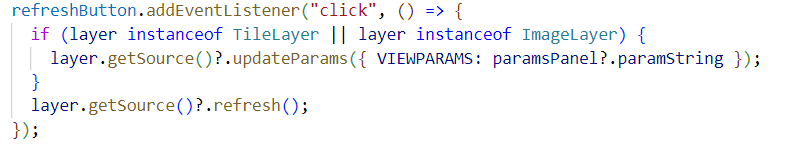 refreshButton.addEventListener("click", () => {
  if (layer instanceof TileLayer || layer instanceof ImageLayer) {
    layer.getSource()?.updateParams({ VIEWPARAMS: paramsPanel?.paramString });
  }
  layer.getSource()?.refresh();
});